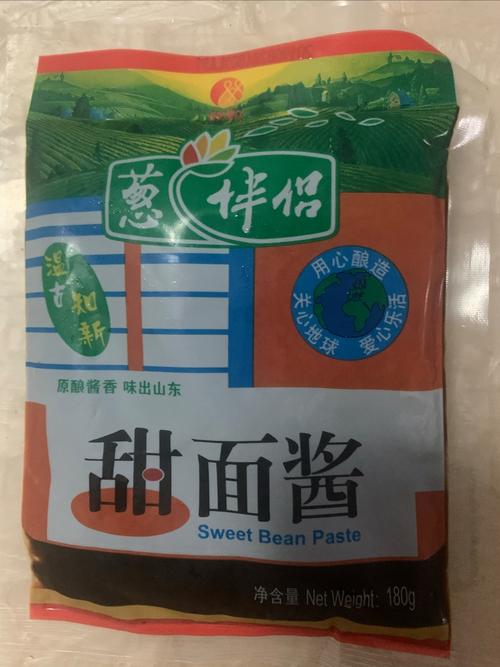 葱伴侣
温古知新
用心酿造
关心地球 爱心乐活
原酿酱香 味出山东
甜面酱
Sweet Bean Paste
净含量 Net Weight: 180g